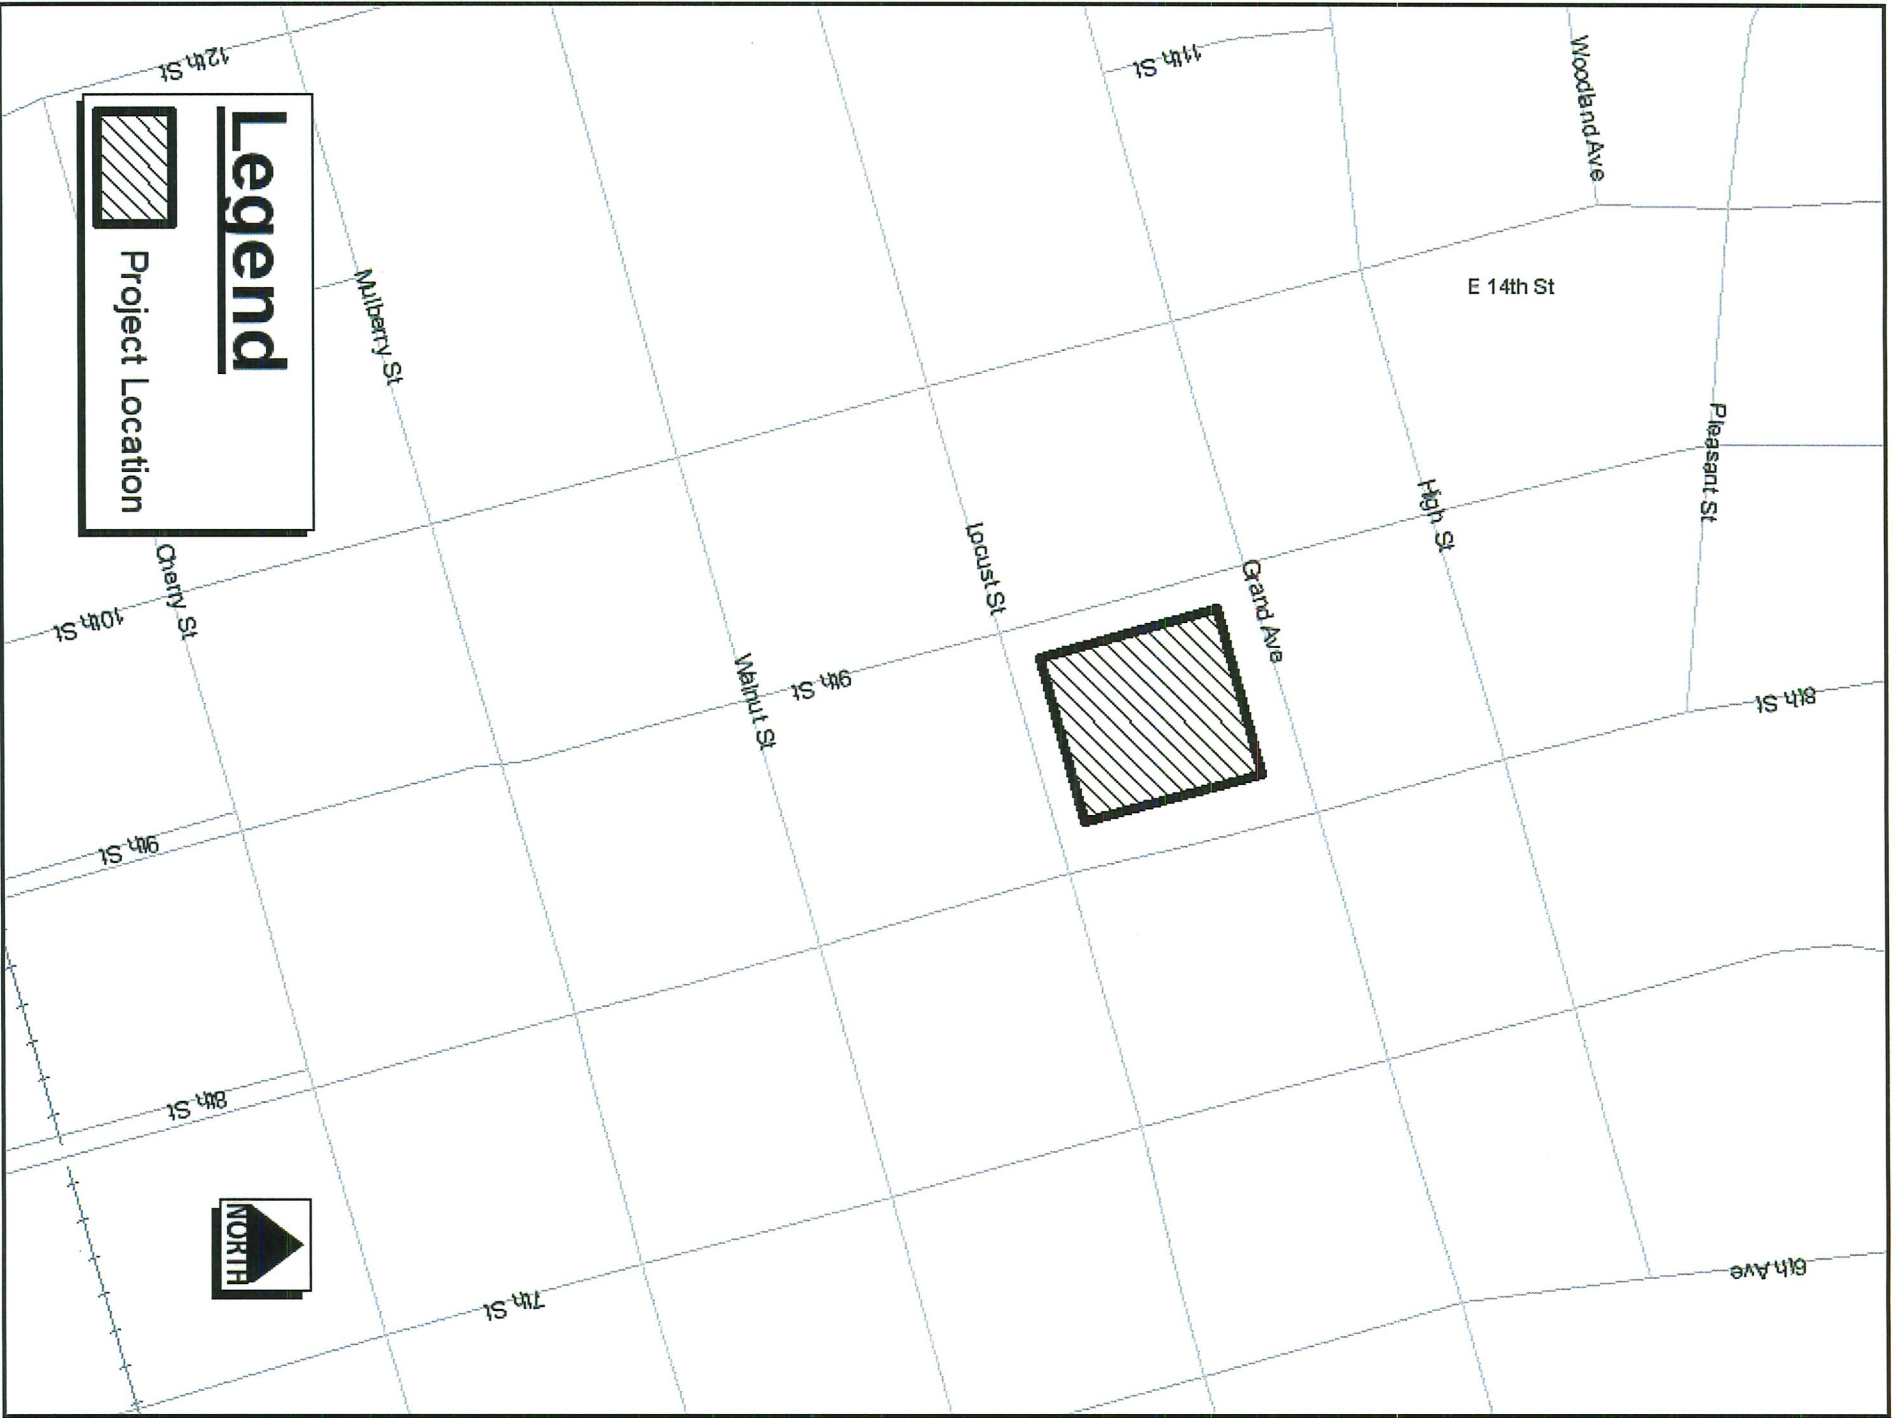 Legend
Project Location
12th St
11th St
Woodland Ave
E 14th St
Mulberry St
Pleasant St
High St
Locust St
Grand Ave
Cherry St
10th St
Walnut St
9th St
8th St
9th St
8th St
NORTH
7th St
6th Ave